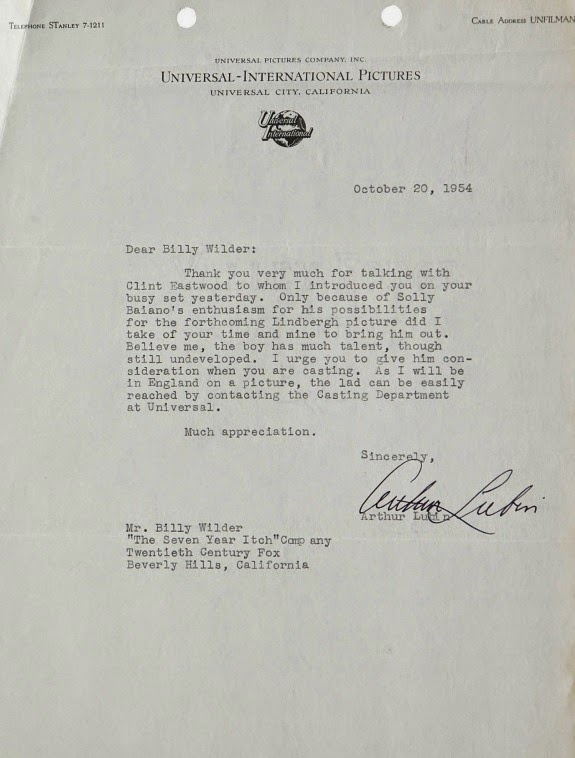 TELEPHONE STANLEY 7-1211
CABLE ADDRESS UNFILMAN
UNIVERSAL PICTURES COMPANY, INC.
UNIVERSAL-INTERNATIONAL PICTURES
UNIVERSAL CITY, CALIFORNIA
Universal
International
October 20, 1954
Dear Billy Wilder:
Thank you very much for talking with
Clint Eastwood to whom I introduced you on your
busy set yesterday. Only because of Solly
Baiano's enthusiasm for his possibilities
for the forthcoming Lindbergh picture did I
take of your time and mine to bring him out.
Believe me, the boy has much talent, though
still undeveloped. I urge you to give him con-
sideration when you are casting. As I will be
in England on a picture, the lad can be easily
reached by contacting the Casting Department
at Universal.
Much appreciation.
Sincerely,
Arthur Lubin
Arthur Lubin
Mr. Billy Wilder
"The Seven Year Itch"Company
Twentieth Century Fox
Beverly Hills, California